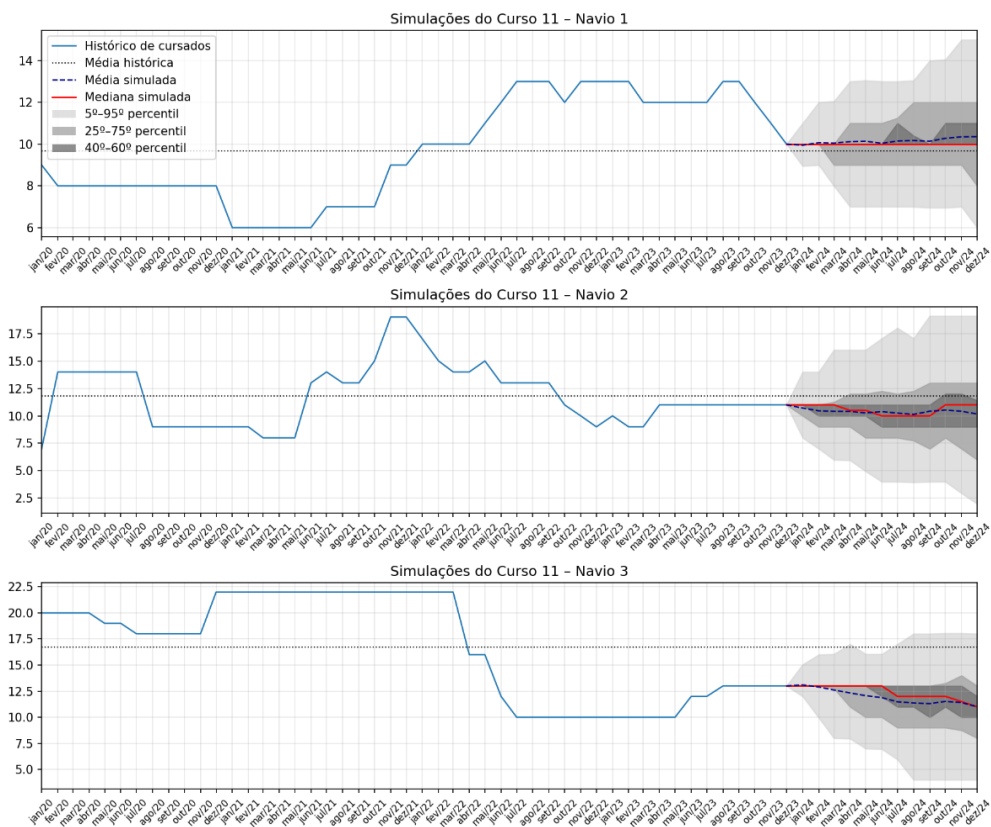 Simulações do Curso 11 – Navio 1
Histórico de cursados
Média histórica
Média simulada
Mediana simulada
5º–95º percentil
25º–75º percentil
40º–60º percentil
14
12
10
8
6
jan/20 fev/20 mar/20 abr/20 mai/20 jun/20 jul/20 ago/20 set/20 out/20 nov/20 dez/20 jan/21 fev/21 mar/21 abr/21 mai/21 jun/21 jul/21 ago/21 set/21 out/21 nov/21 dez/21 jan/22 fev/22 mar/22 abr/22 mai/22 jun/22 jul/22 ago/22 set/22 out/22 nov/22 dez/22 jan/23 fev/23 mar/23 abr/23 mai/23 jun/23 jul/23 ago/23 set/23 out/23 nov/23 dez/23 jan/24 fev/24 mar/24 abr/24 mai/24 jun/24 jul/24 ago/24 set/24 out/24 nov/24 dez/24
Simulações do Curso 11 – Navio 2
17.5
15.0
12.5
10.0
7.5
5.0
2.5
jan/20 fev/20 mar/20 abr/20 mai/20 jun/20 jul/20 ago/20 set/20 out/20 nov/20 dez/20 jan/21 fev/21 mar/21 abr/21 mai/21 jun/21 jul/21 ago/21 set/21 out/21 nov/21 dez/21 jan/22 fev/22 mar/22 abr/22 mai/22 jun/22 jul/22 ago/22 set/22 out/22 nov/22 dez/22 jan/23 fev/23 mar/23 abr/23 mai/23 jun/23 jul/23 ago/23 set/23 out/23 nov/23 dez/23 jan/24 fev/24 mar/24 abr/24 mai/24 jun/24 jul/24 ago/24 set/24 out/24 nov/24 dez/24
Simulações do Curso 11 – Navio 3
22.5
20.0
17.5
15.0
12.5
10.0
7.5
5.0
jan/20 fev/20 mar/20 abr/20 mai/20 jun/20 jul/20 ago/20 set/20 out/20 nov/20 dez/20 jan/21 fev/21 mar/21 abr/21 mai/21 jun/21 jul/21 ago/21 set/21 out/21 nov/21 dez/21 jan/22 fev/22 mar/22 abr/22 mai/22 jun/22 jul/22 ago/22 set/22 out/22 nov/22 dez/22 jan/23 fev/23 mar/23 abr/23 mai/23 jun/23 jul/23 ago/23 set/23 out/23 nov/23 dez/23 jan/24 fev/24 mar/24 abr/24 mai/24 jun/24 jul/24 ago/24 set/24 out/24 nov/24 dez/24